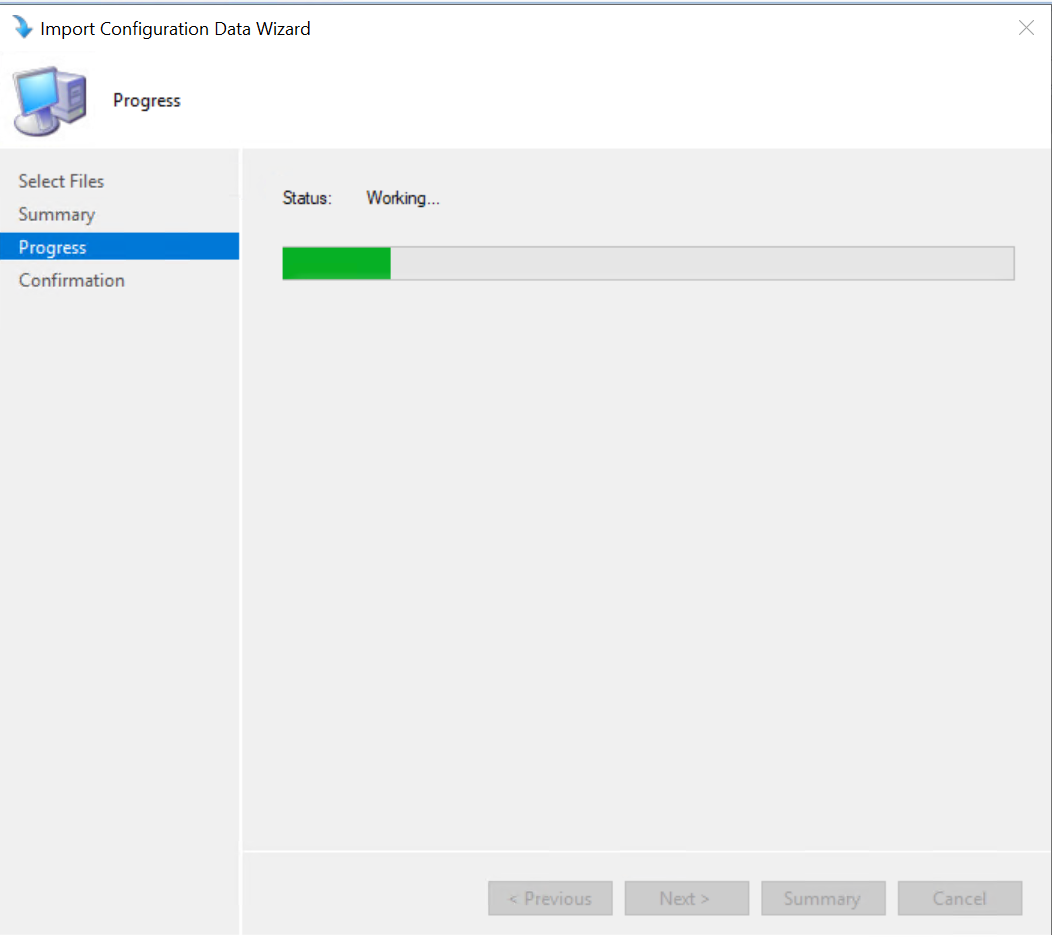 Import Configuration Data Wizard
Progress
Select Files
Summary
Progress
Confirmation
Status: Working...
< Previous Next > Summary Cancel